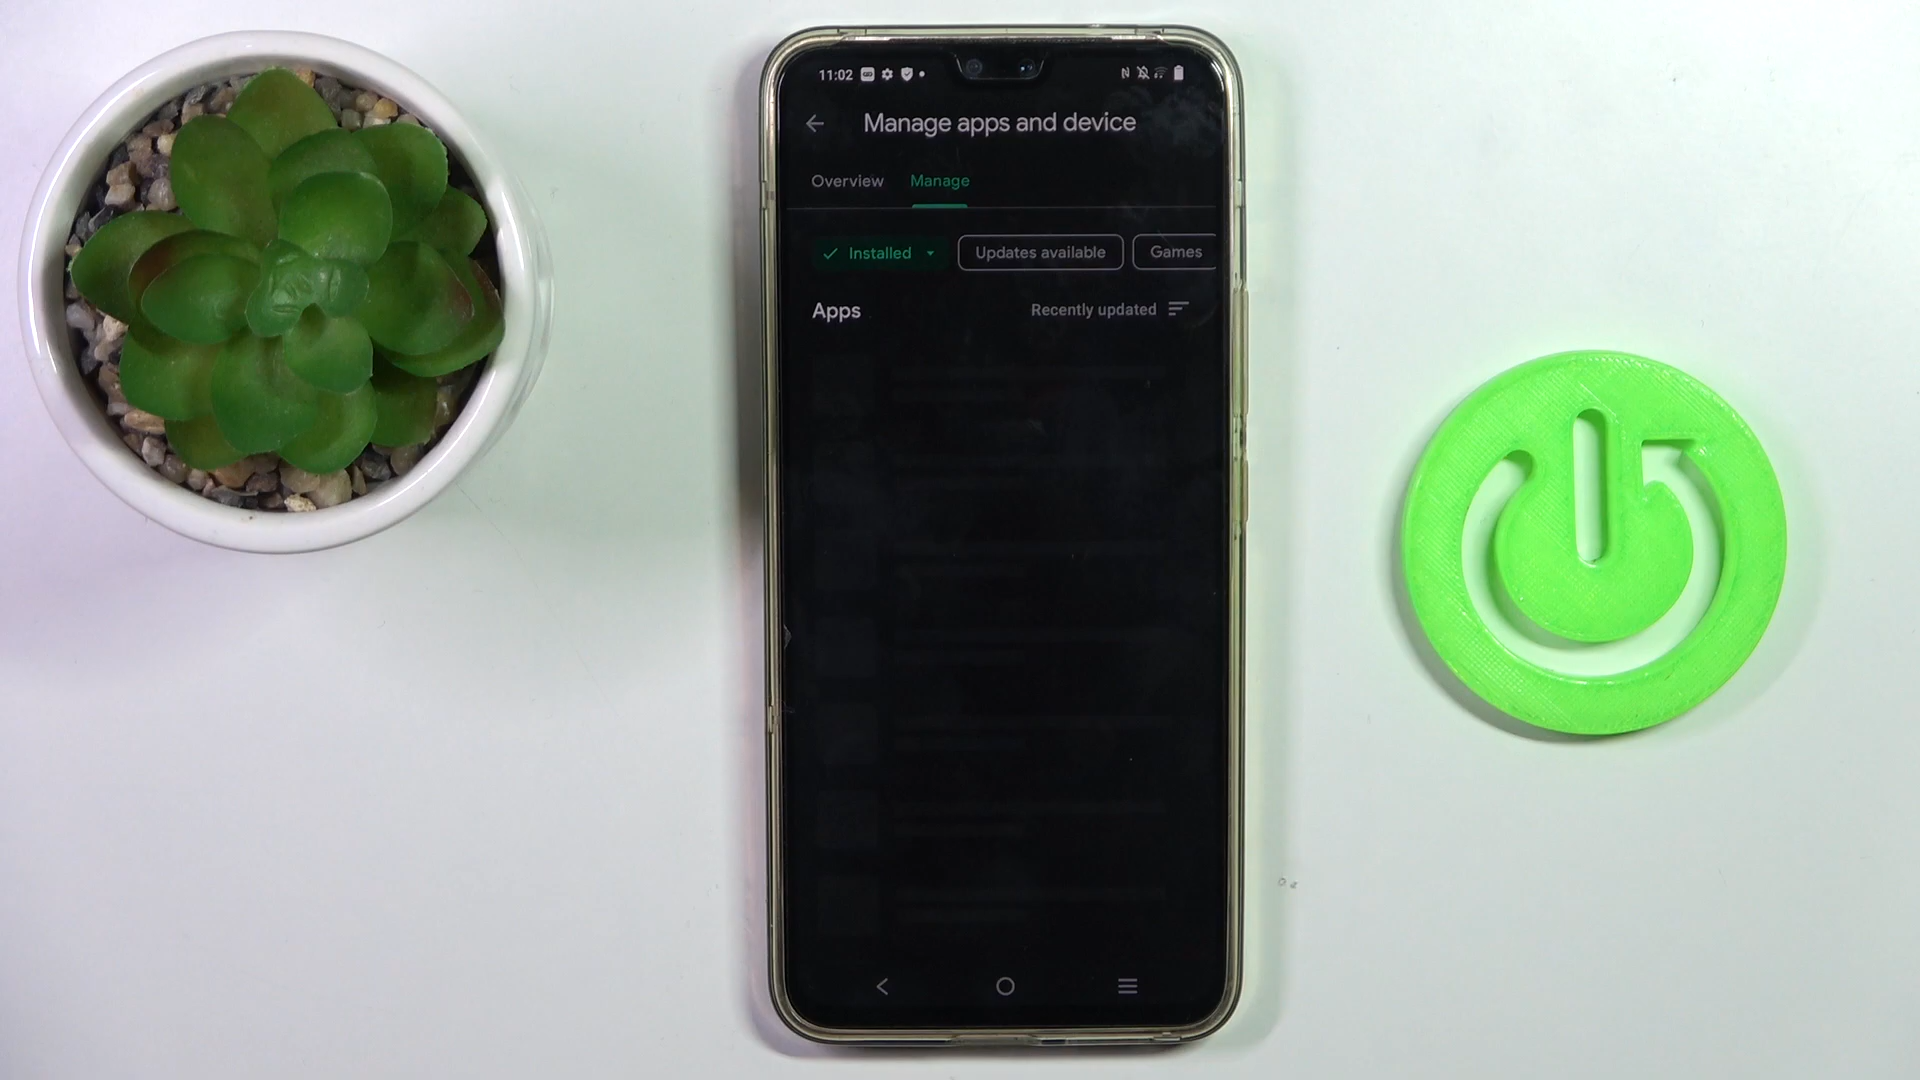 11:02
Manage apps and device
Overview Manage
Installed Updates available Games
Apps Recently updated